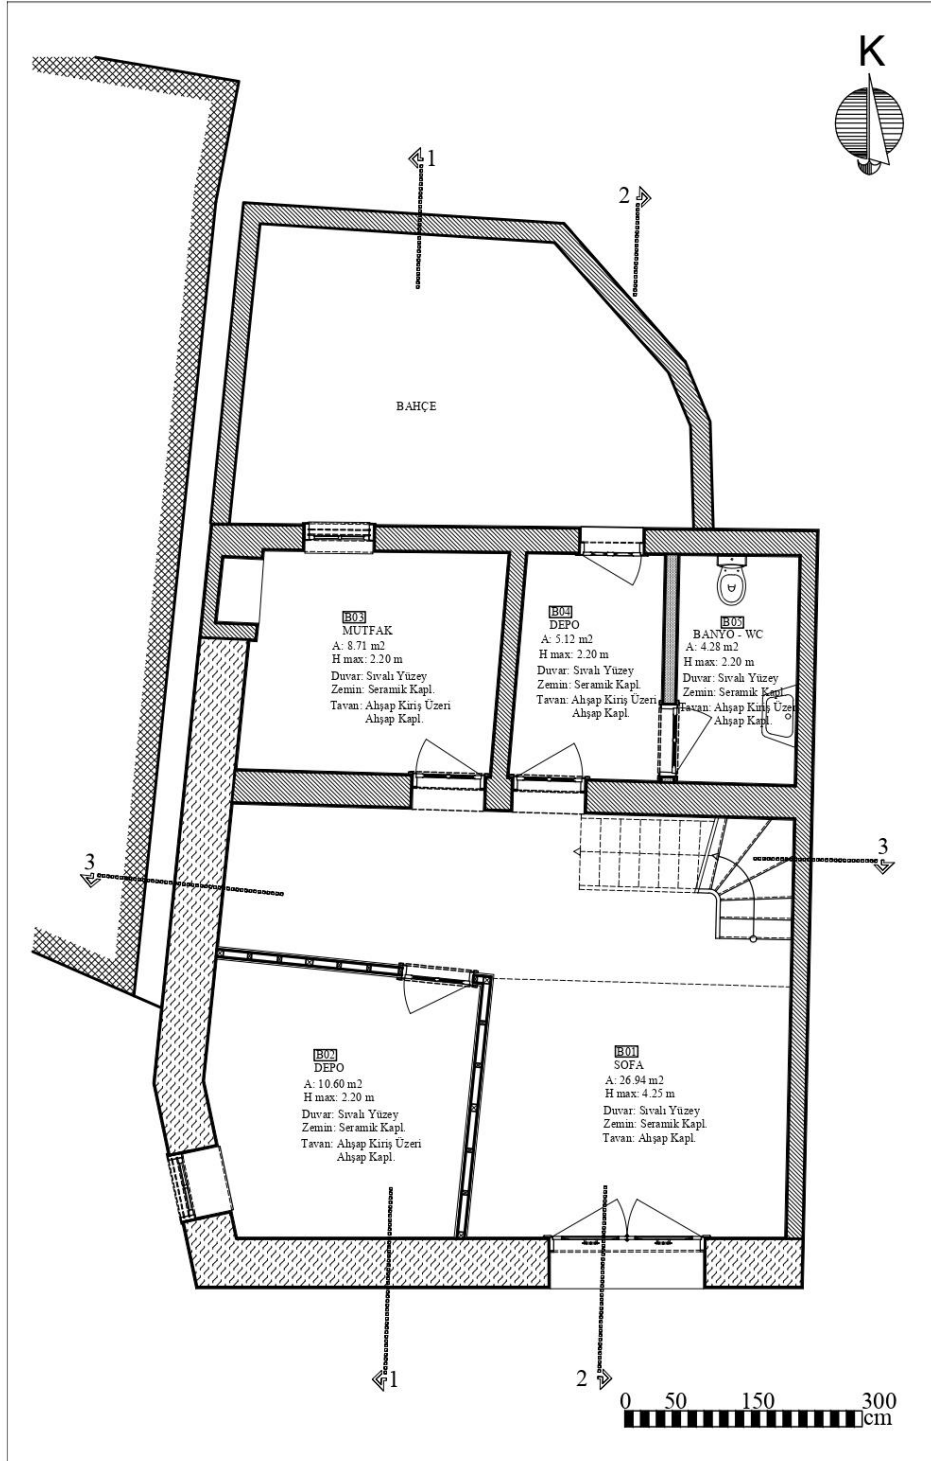 K
1
2
BAHÇE
B03
MUTFAK
A: 8.71 m2
H max: 2.20 m
Duvar: Sıvalı Yüzey
Zemin: Seramik Kapl.
Tavan: Ahşap Kiriş Üzeri
Ahşap Kapl.
B04
DEPO
A: 5.12 m2
H max: 2.20 m
Duvar: Sıvalı Yüzey
Zemin: Seramik Kapl.
Tavan: Ahşap Kiriş Üzeri
Ahşap Kapl.
B05
BANYO - WC
A: 4.28 m2
H max: 2.20 m
Duvar: Sıvalı Yüzey
Zemin: Seramik Kapl.
Tavan: Ahşap Kiriş Üzeri
Ahşap Kapl.
3
3
B02
DEPO
A: 10.60 m2
H max: 2.20 m
Duvar: Sıvalı Yüzey
Zemin: Seramik Kapl.
Tavan: Ahşap Kiriş Üzeri
Ahşap Kapl.
B01
SOFA
A: 26.94 m2
H max: 4.25 m
Duvar: Sıvalı Yüzey
Zemin: Seramik Kapl.
Tavan: Ahşap Kapl.
1
2
0 50 150 300
cm